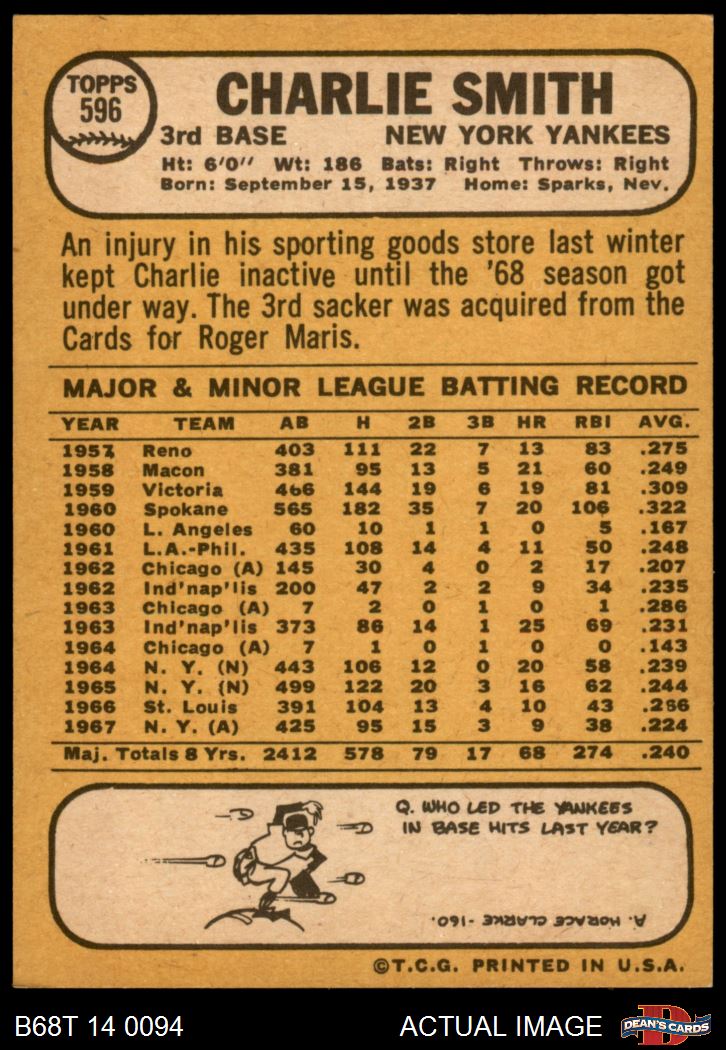 TOPPS
596
CHARLIE SMITH
3rd BASE NEW YORK YANKEES
Ht: 6'0" Wt: 186 Bats: Right Throws: Right
Born: September 15, 1937 Home: Sparks, Nev.
An injury in his sporting goods store last winter
kept Charlie inactive until the '68 season got
under way. The 3rd sacker was acquired from the
Cards for Roger Maris.
MAJOR & MINOR LEAGUE BATTING RECORD
YEAR TEAM AB H 2B 3B HR RBI AVG.
1957 Reno 403 111 22 7 13 83 .275
1958 Macon 381 95 13 5 21 60 .249
1959 Victoria 466 144 19 6 19 81 .309
1960 Spokane 565 182 35 7 20 106 .322
1960 L. Angeles 60 10 1 1 0 5 .167
1961 L.A.-Phil. 435 108 14 4 11 50 .248
1962 Chicago (A) 145 30 4 0 2 17 .207
1962 Ind'nap'lis 200 47 2 2 9 34 .235
1963 Chicago (A) 7 2 0 1 0 1 .286
1963 Ind'nap'lis 373 86 14 1 25 69 .231
1964 Chicago (A) 7 1 0 1 0 0 .143
1964 N. Y. (N) 443 106 12 0 20 58 .239
1965 N. Y. (N) 499 122 20 3 16 62 .244
1966 St. Louis 391 104 13 4 10 43 .266
1967 N. Y. (A) 425 95 15 3 9 38 .224
Maj. Totals 8 Yrs. 2412 578 79 17 68 274 .240
Q. WHO LED THE YANKEES
IN BASE HITS LAST YEAR?
A. HORACE CLARKE -160.
©T.C.G. PRINTED IN U.S.A.
B68T 14 0094 ACTUAL IMAGE D DEAN'S CARDS